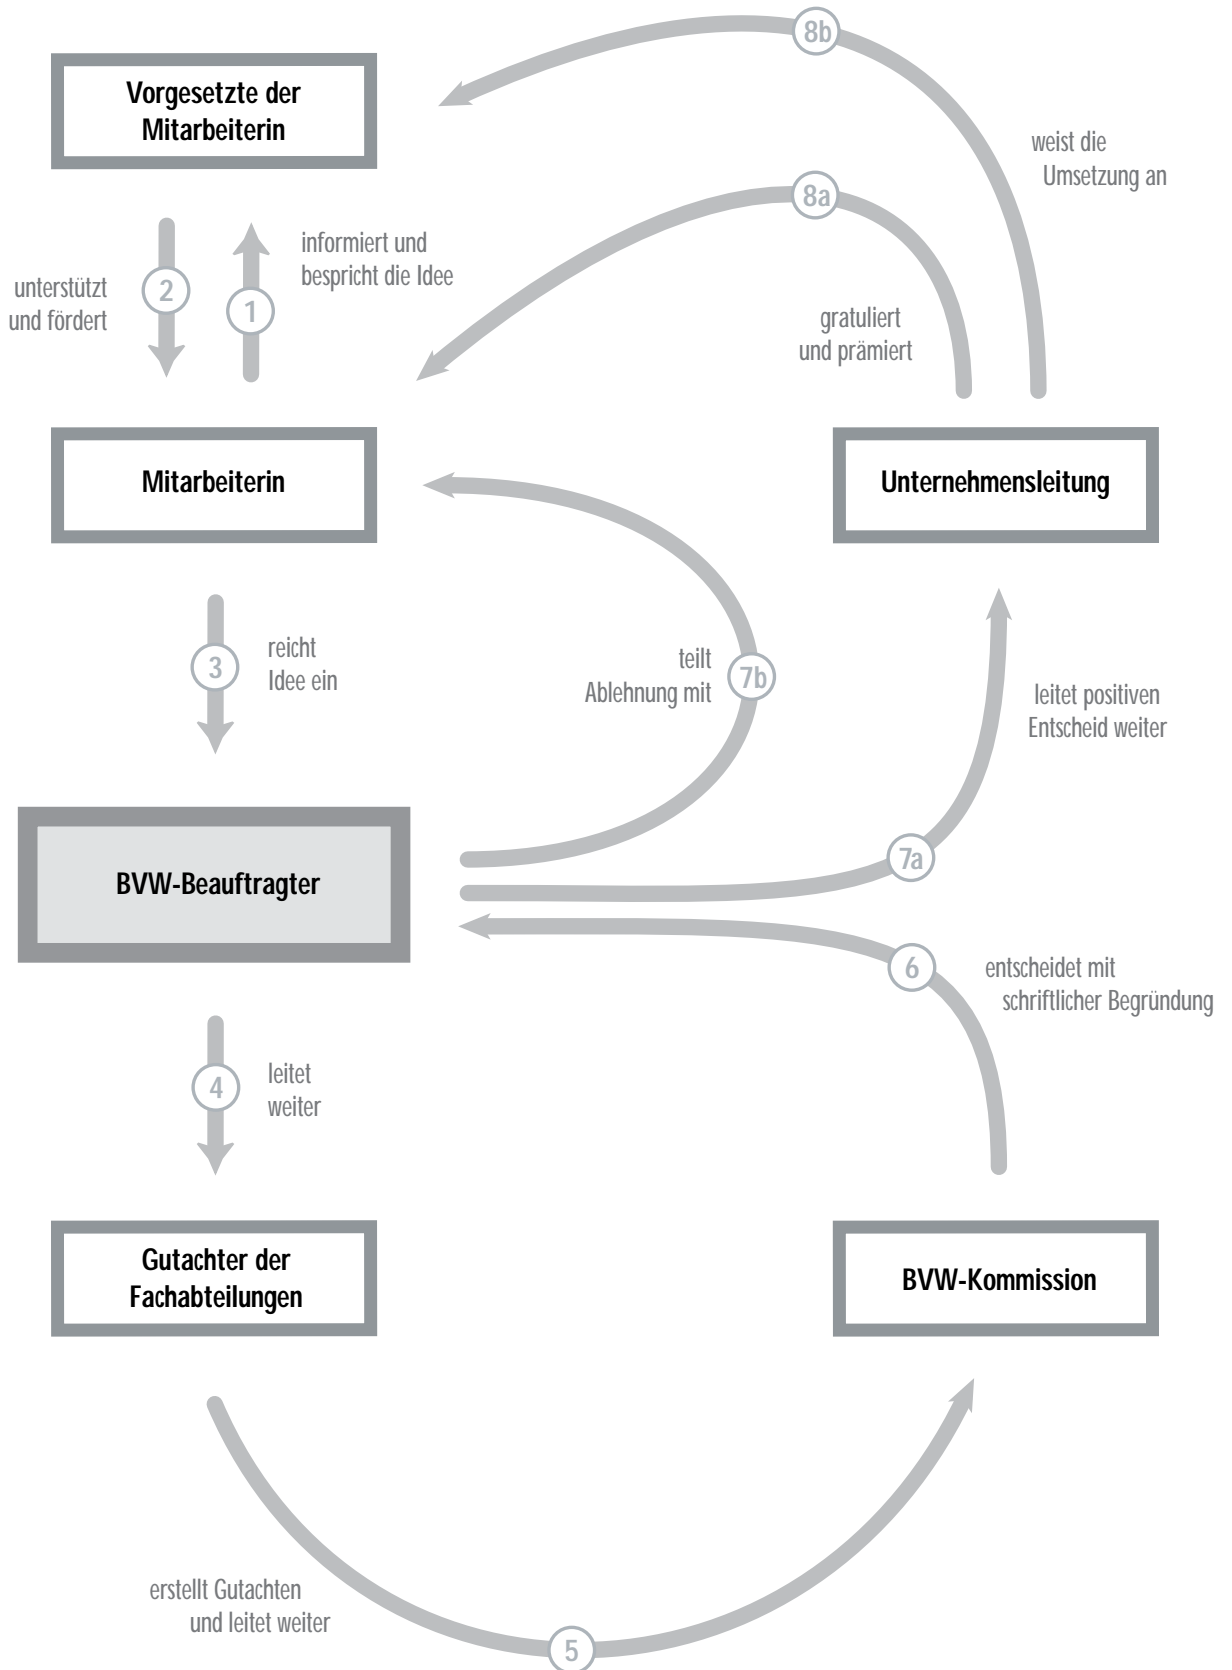 8b
Vorgesetzte der
Mitarbeiterin
weist die
Umsetzung an
8a
informiert und
bespricht die Idee
unterstützt
und fördert
2
1
gratuliert
und prämiert
Mitarbeiterin
Unternehmensleitung
3
reicht
Idee ein
teilt
Ablehnung mit
7b
leitet positiven
Entscheid weiter
BVW-Beauftragter
7a
6
entscheidet mit
schriftlicher Begründung
4
leitet
weiter
Gutachter der
Fachabteilungen
BVW-Kommission
erstellt Gutachten
und leitet weiter
5